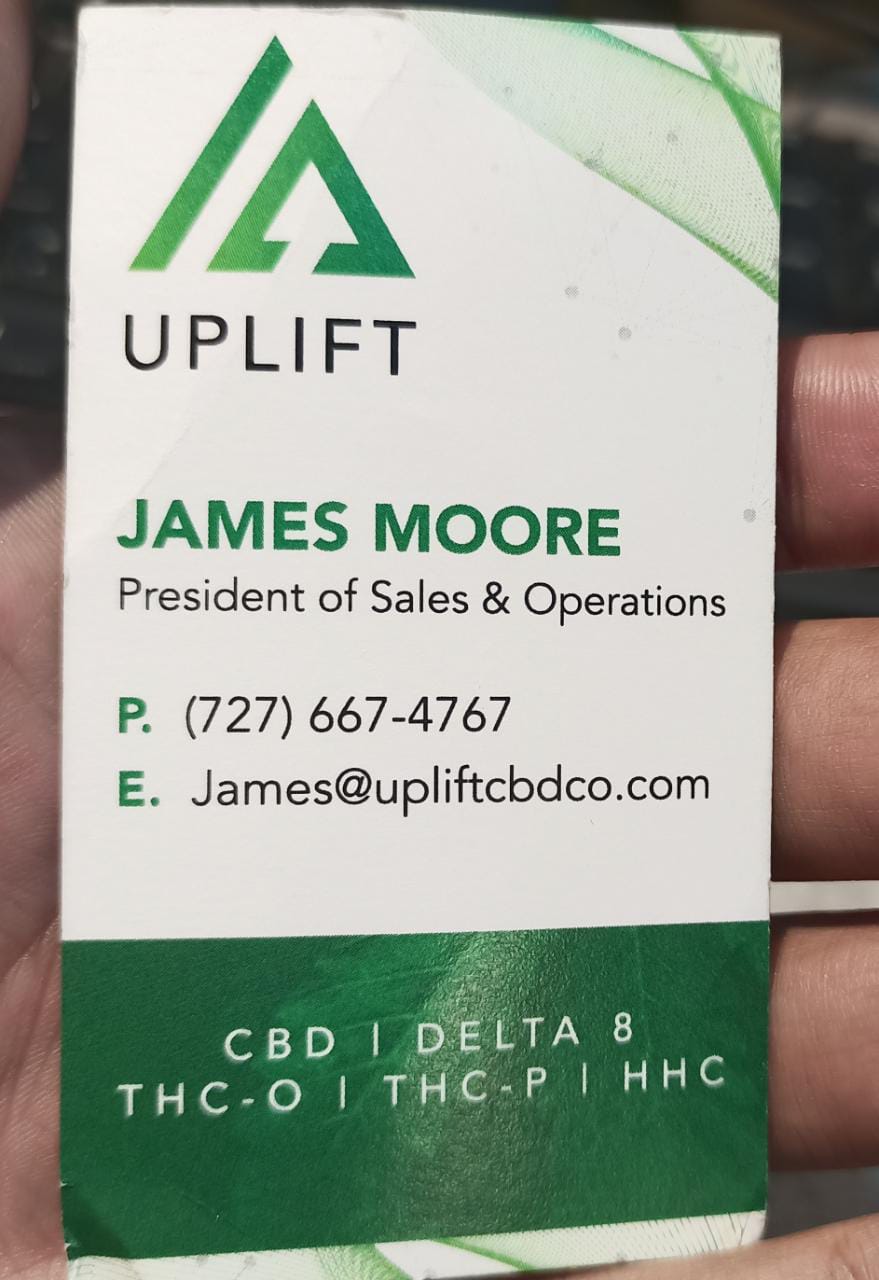 UPLIFT
JAMES MOORE
President of Sales & Operations
P. (727) 667-4767
E. James@upliftcbdco.com
CBD | DELTA 8
THC-O | THC-P | HHC